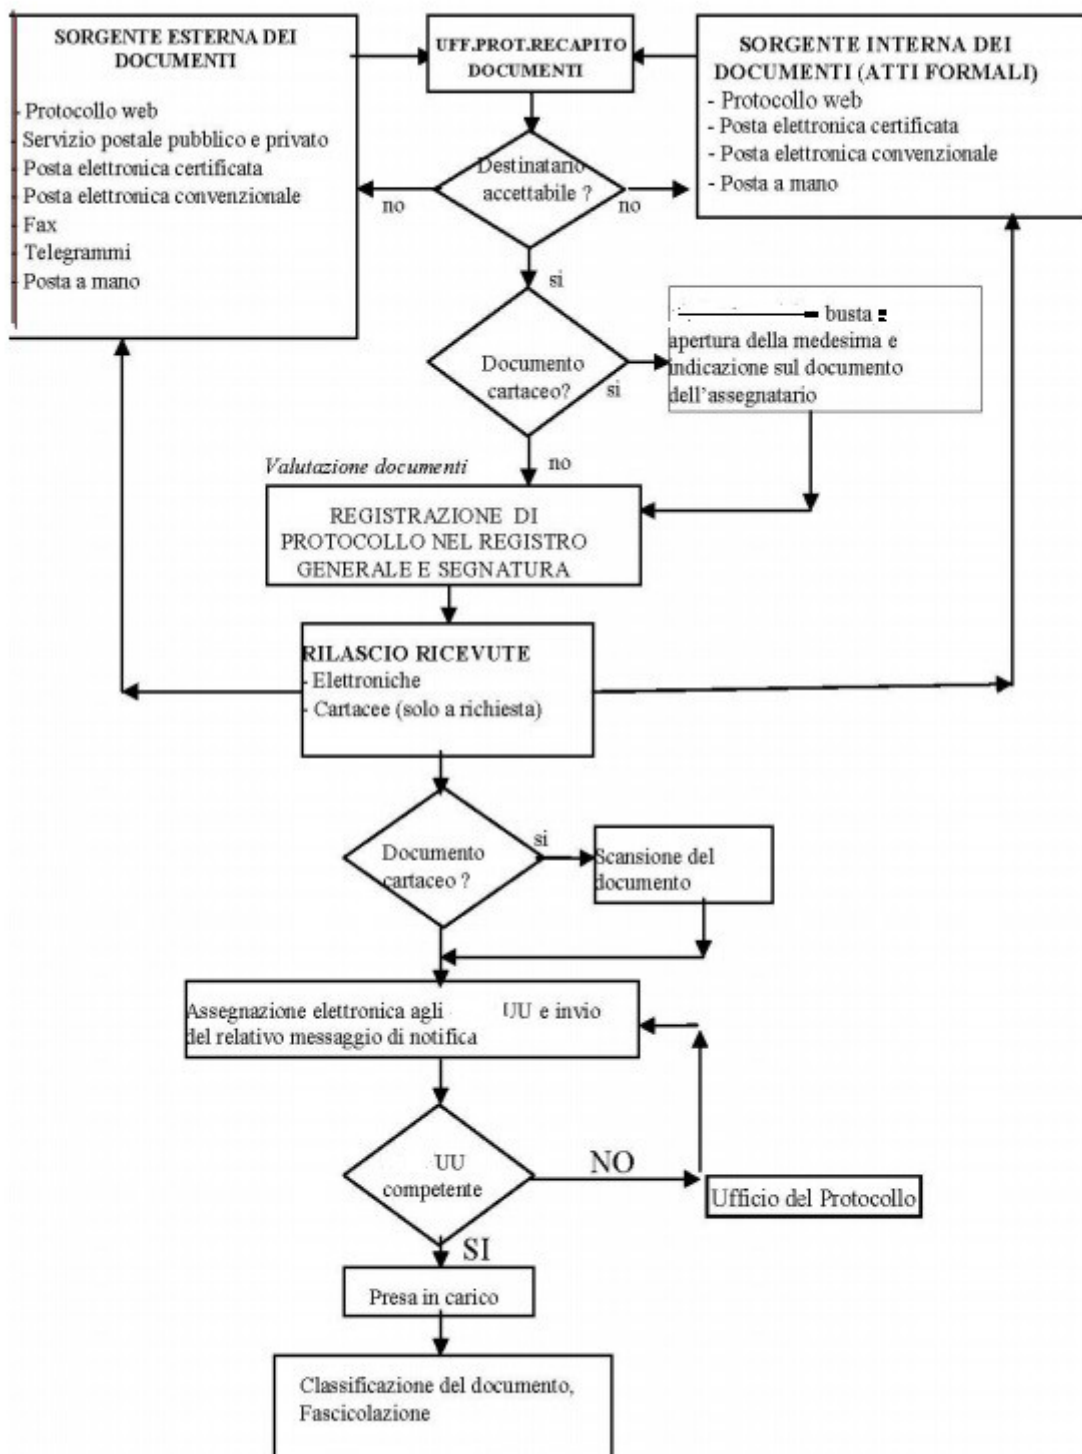 SORGENTE ESTERNA DEI
DOCUMENTI
- Protocollo web
- Servizio postale pubblico e privato
- Posta elettronica certificata
- Posta elettronica convenzionale
- Fax
- Telegrammi
- Posta a mano
UFF.PROT.RECAPITO
DOCUMENTI
SORGENTE INTERNA DEI
DOCUMENTI (ATTI FORMALI)
- Protocollo web
- Posta elettronica certificata
- Posta elettronica convenzionale
- Posta a mano
Destinatario
accettabile ?
no
no
si
Documento
cartaceo?
si
busta
apertura della medesima e
indicazione sul documento
dell’assegnatario
no
Valutazione documenti
REGISTRAZIONE DI
PROTOCOLLO NEL REGISTRO
GENERALE E SEGNATURA
RILASCIO RICEVUTE
- Elettroniche
- Cartacee (solo a richiesta)
Documento
cartaceo ?
si
Scansione del
documento
Assegnazione elettronica agli UU e invio
del relativo messaggio di notifica
UU
competente
NO
Ufficio del Protocollo
SI
Presa in carico
Classificazione del documento,
Fascicolazione